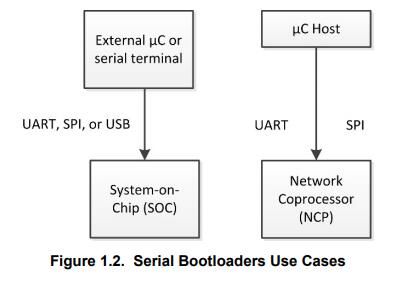 External µC or
serial terminal
µC Host
UART, SPI, or USB
UART
SPI
System-on-
Chip (SOC)
Network
Coprocessor
(NCP)
Figure 1.2. Serial Bootloaders Use Cases